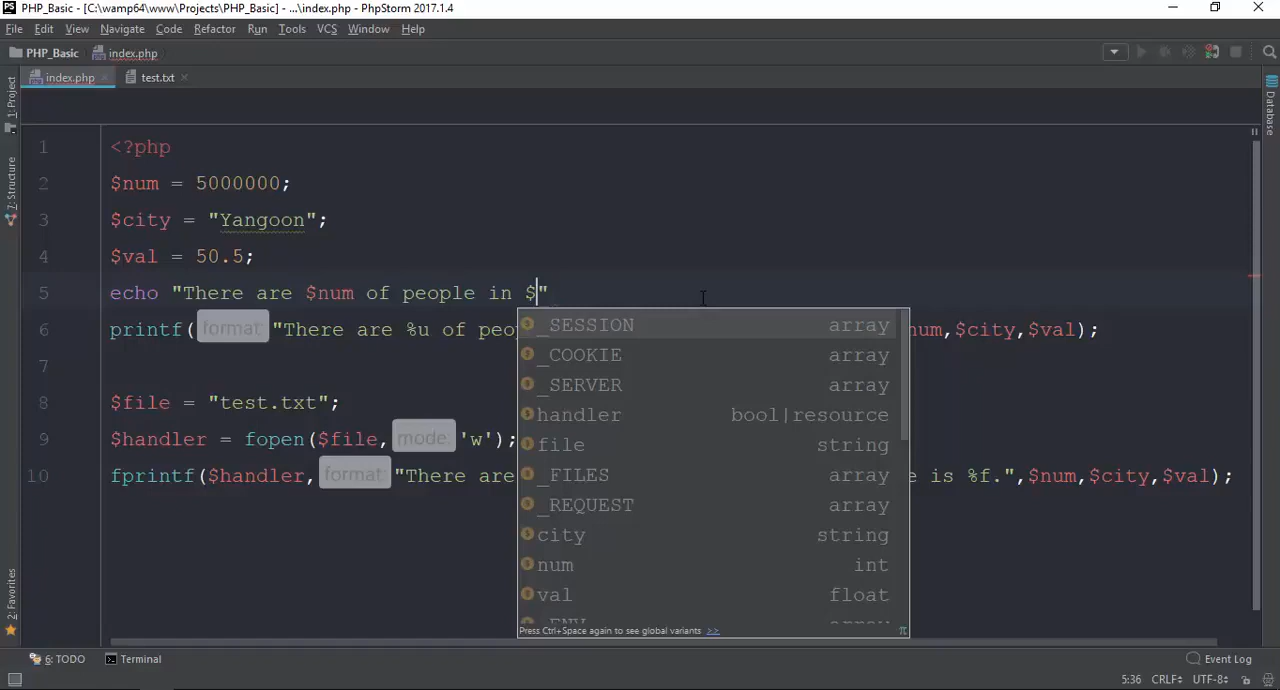 PS PHP_Basic - [C:\wamp64\www\Projects\PHP_Basic] - ...\index.php - PhpStorm 2017.1.4
File Edit View Navigate Code Refactor Run Tools VCS Window Help
PHP_Basic index.php
index.php test.txt
1: Project
7: Structure
2: Favorites
Database
1 <?php
2 $num = 5000000;
3 $city = "Yangoon";
4 $val = 50.5;
5 echo "There are $num of people in $"
6 printf( format: "There are %u of peo num,$city,$val);
7
8 $file = "test.txt";
9 $handler = fopen($file, mode: 'w');
10 fprintf($handler, format: "There are e is %f.",$num,$city,$val);
_SESSION array
_COOKIE array
_SERVER array
handler bool|resource
file string
_FILES array
_REQUEST array
city string
num int
val float
_ENV array
Press Ctrl+Space again to see global variants >> π
6: TODO Terminal Event Log
5:36 CRLF UTF-8